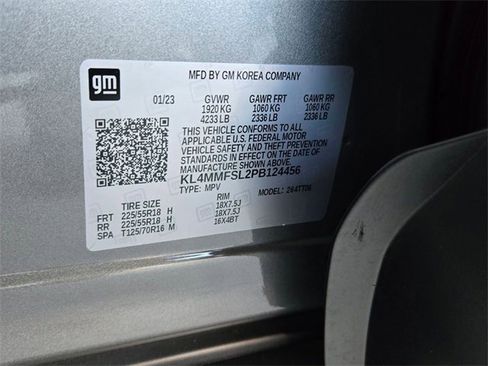 gm
MFD BY GM KOREA COMPANY
01/23 GVWR GAWR FRT GAWR RR
1920 KG 1060 KG 1060 KG
4233 LB 2336 LB 2336 LB
THIS VEHICLE CONFORMS TO ALL
APPLICABLE U.S. FEDERAL MOTOR
VEHICLE SAFETY, BUMPER, AND
THEFT PREVENTION STANDARDS IN
EFFECT ON THE DATE OF
MANUFACTURE SHOWN ABOVE.
KL4MMFSL2PB124456
TYPE: MPV MODEL: 264TT06
TIRE SIZE RIM
FRT 225/55R18 H 18X7.5J
RR 225/55R18 H 18X7.5J
SPA T125/70R16 M 16X4BT